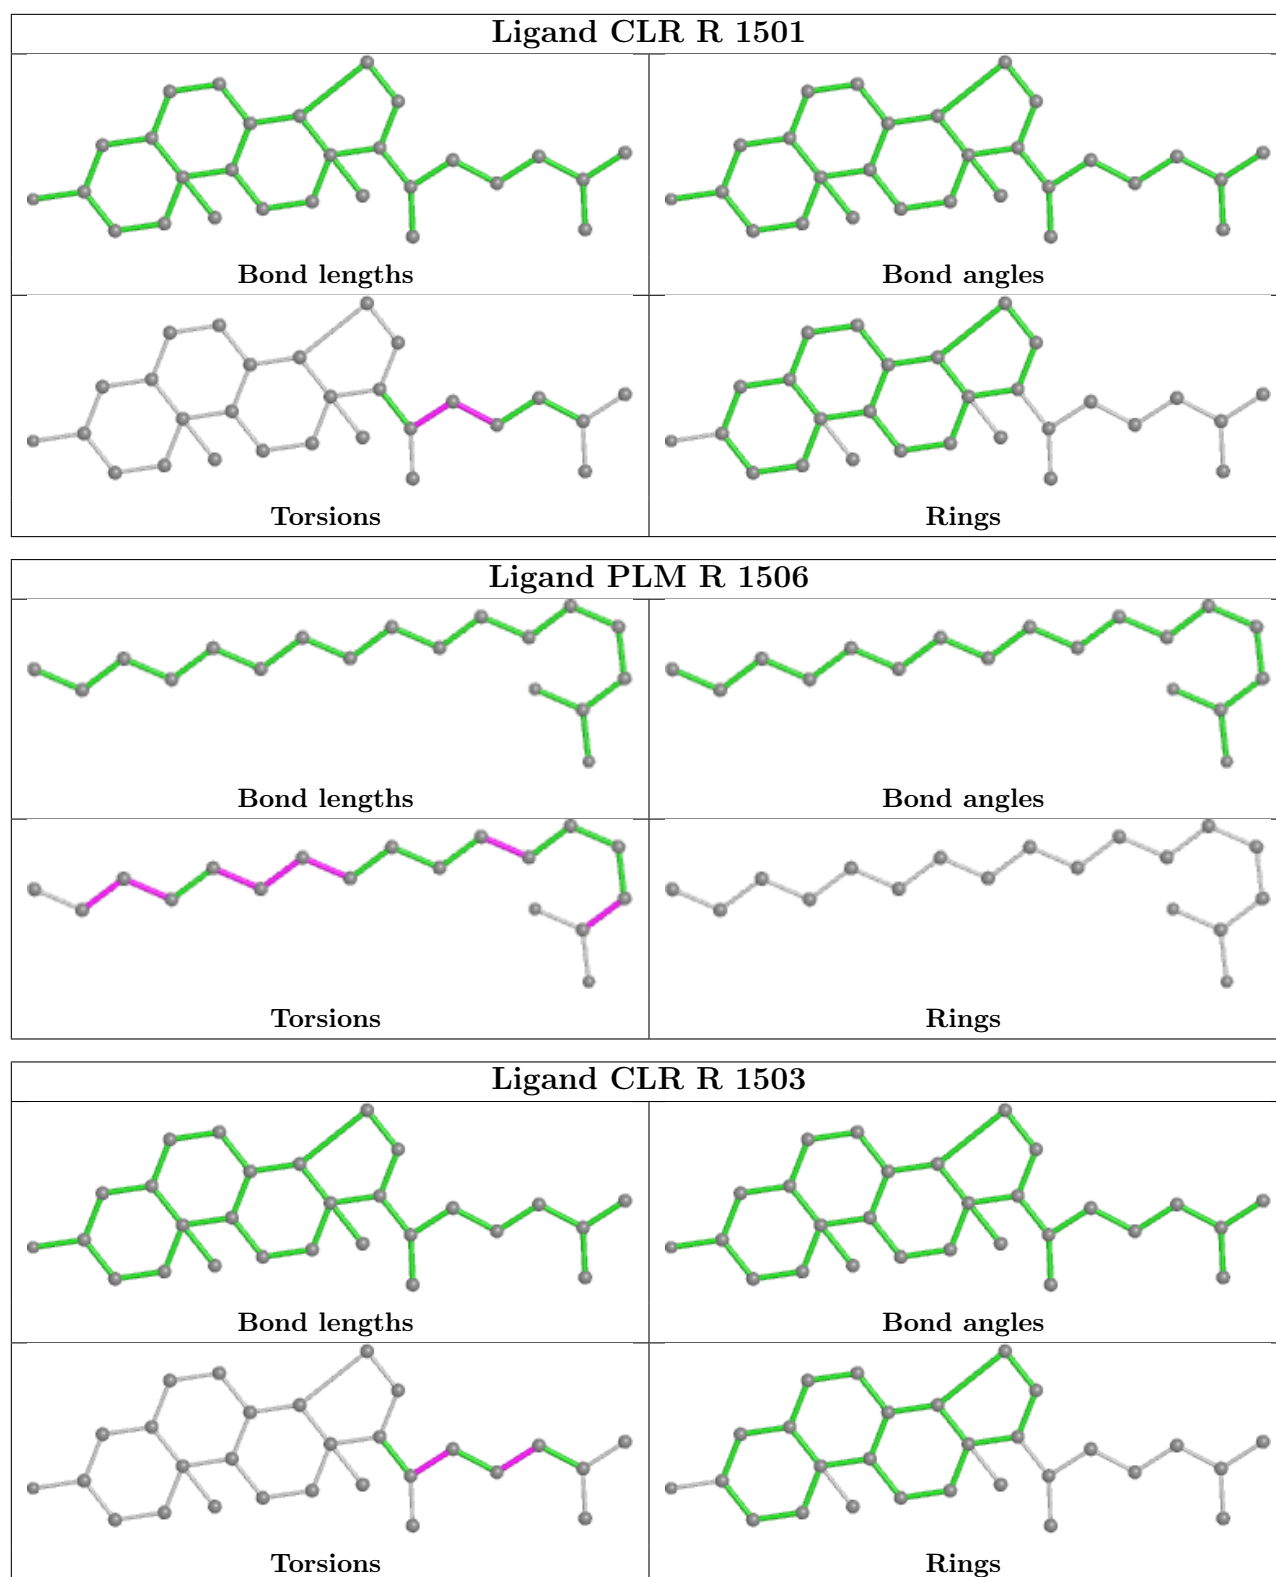 Ligand CLR R 1501
Bond lengths
Bond angles
Torsions
Rings
Ligand PLM R 1506
Bond lengths
Bond angles
Torsions
Rings
Ligand CLR R 1503
Bond lengths
Bond angles
Torsions
Rings